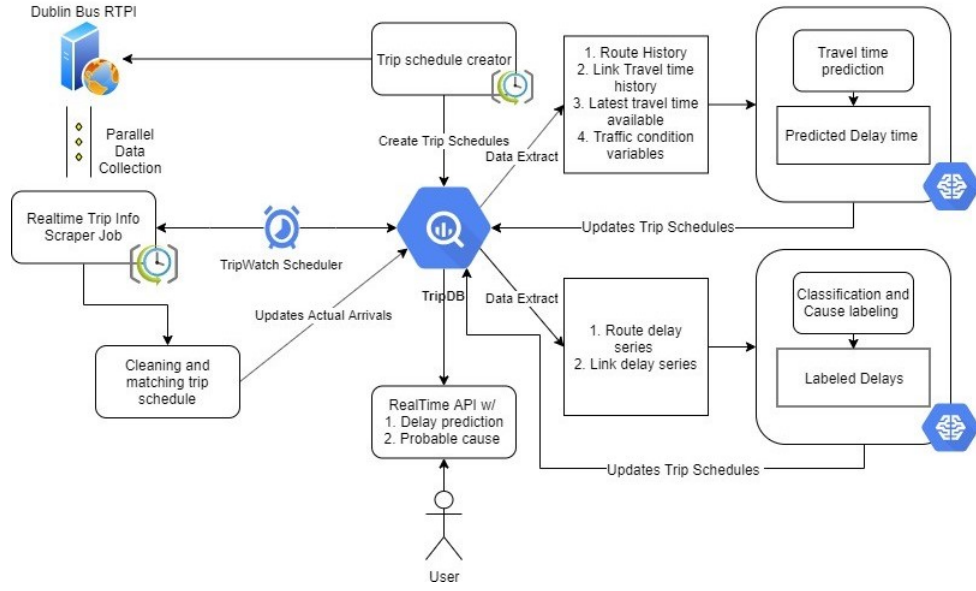 Dublin Bus RTPI
Trip schedule creator
1. Route History
2. Link Travel time
history
3. Latest travel time
available
4. Traffic condition
variables
Travel time
prediction
Predicted Delay time
Parallel
Data
Collection
Create Trip Schedules
Data Extract
Realtime Trip Info
Scraper Job
TripWatch Scheduler
Updates Trip Schedules
TripDB
Data Extract
Updates Actual Arrivals
1. Route delay
series
2. Link delay series
Classification and
Cause labeling
Labeled Delays
Cleaning and
matching trip
schedule
RealTime API w/
1. Delay prediction
2. Probable cause
Updates Trip Schedules
User